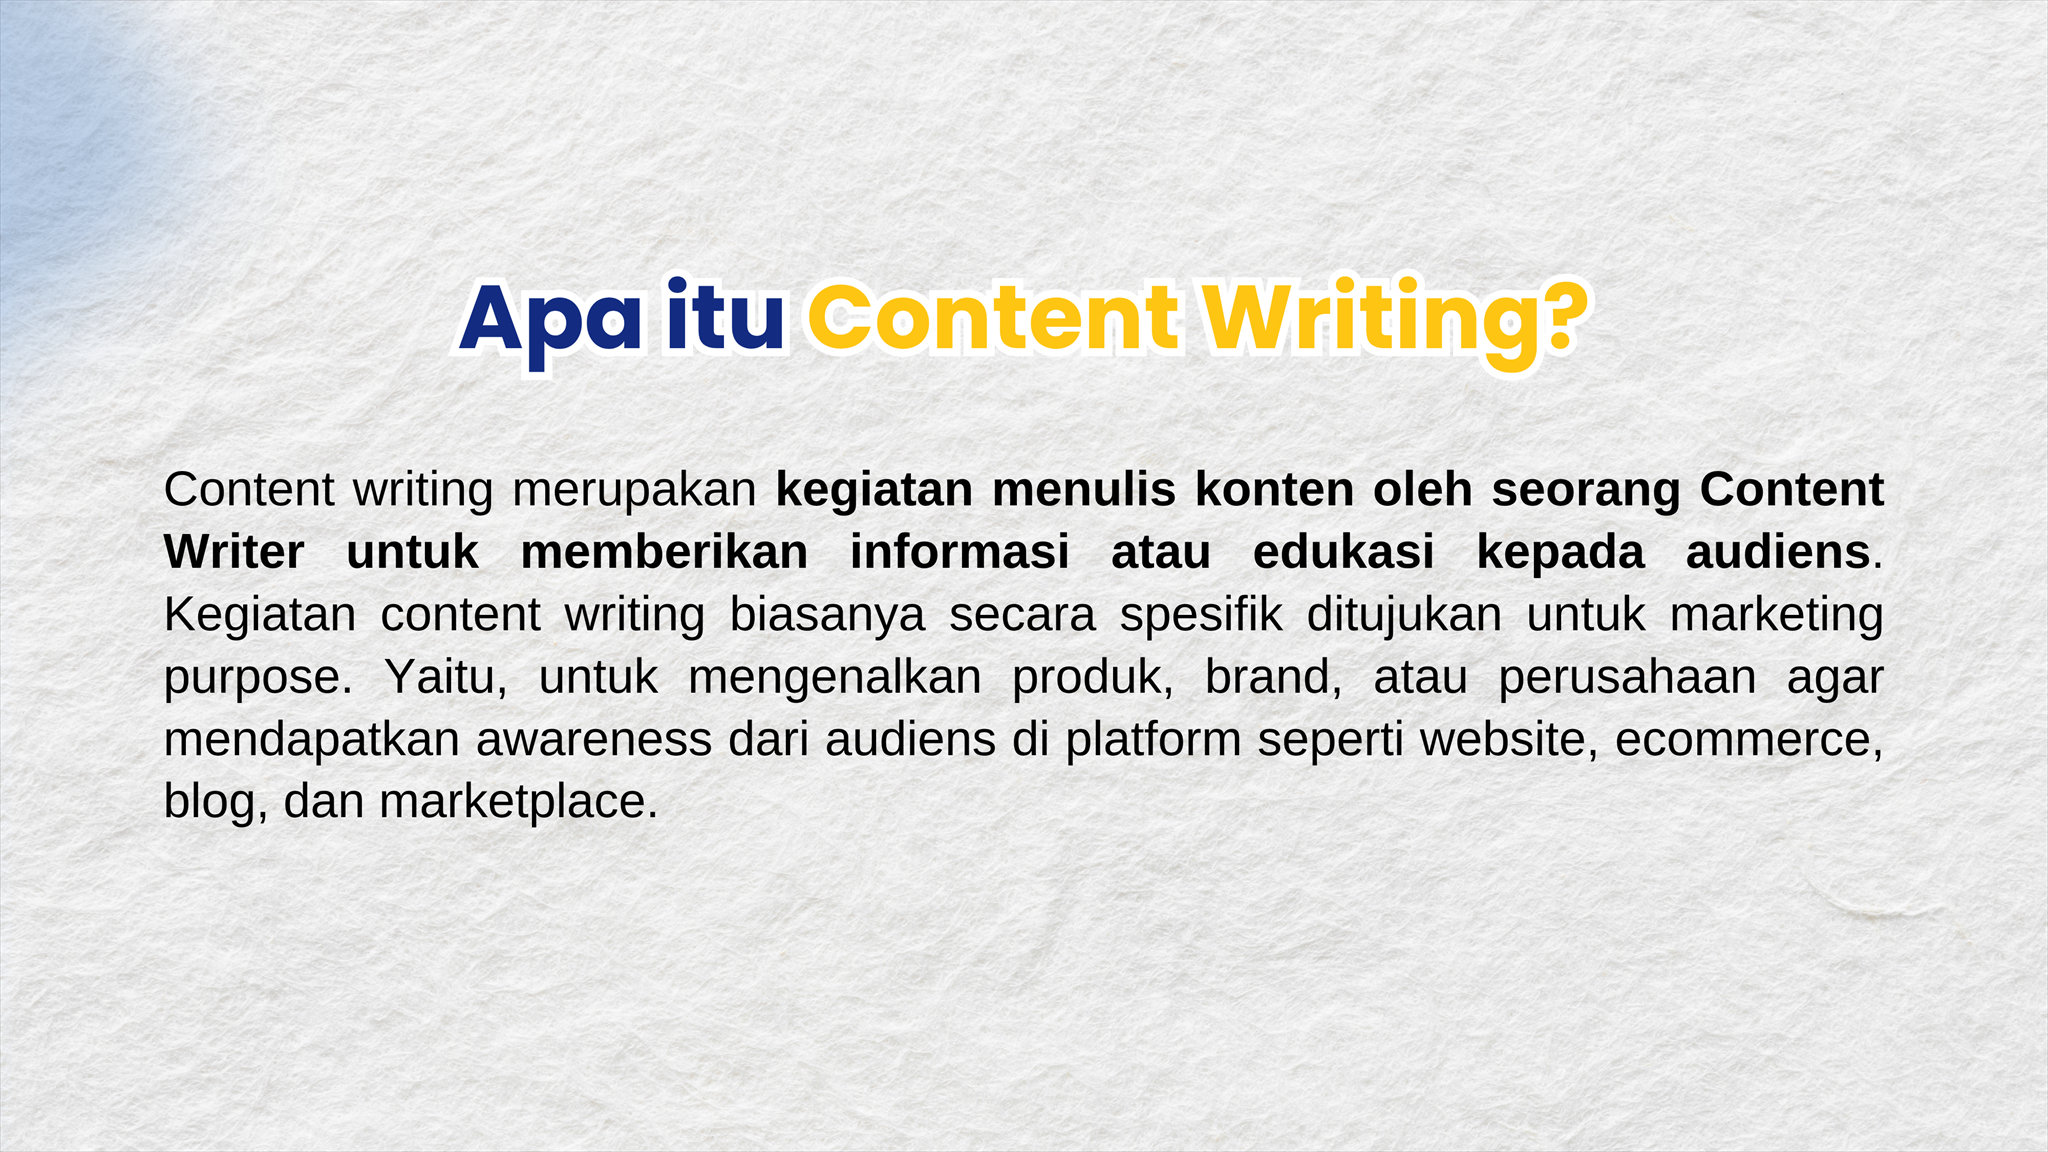 Apa itu Content Writing?
Content writing merupakan kegiatan menulis konten oleh seorang Content
Writer untuk memberikan informasi atau edukasi kepada audiens.
Kegiatan content writing biasanya secara spesifik ditujukan untuk marketing
purpose. Yaitu, untuk mengenalkan produk, brand, atau perusahaan agar
mendapatkan awareness dari audiens di platform seperti website, ecommerce,
blog, dan marketplace.